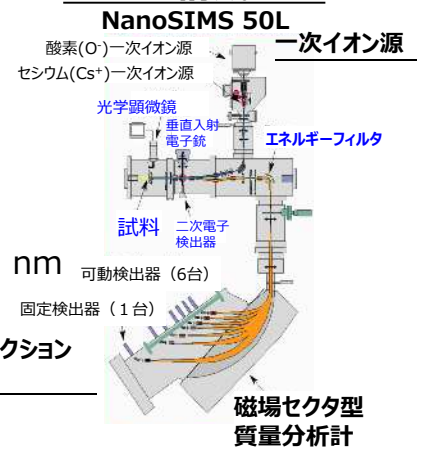 NanoSIMS 50L
一次イオン源
酸素(O⁻)一次イオン源
セシウム(Cs⁺)一次イオン源
光学顕微鏡
垂直入射
電子銃
エネルギーフィルタ
試料
二次電子
検出器
nm
可動検出器（6台）
固定検出器（１台）
クション
磁場セクタ型
質量分析計